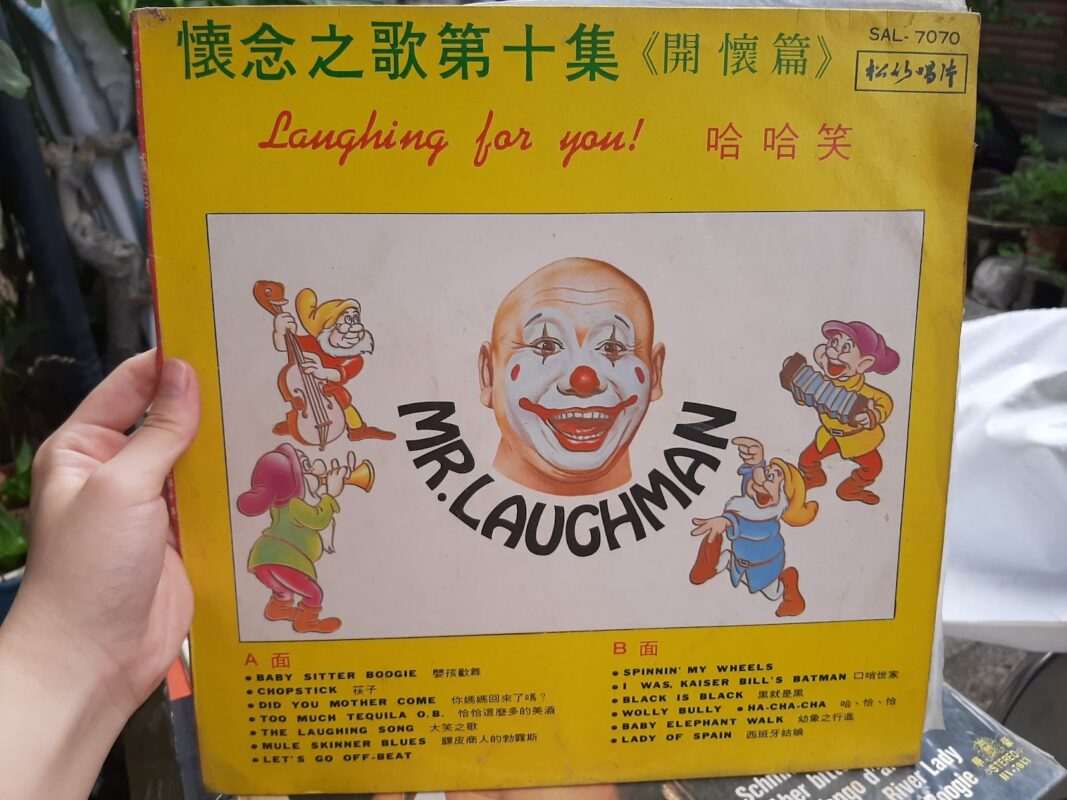 懷念之歌第十集《開懷篇》
SAL-7070
松竹唱片
Laughing for you! 哈哈笑
MR. LAUGHMAN
A面
• BABY SITTER BOOGIE 嬰孩歡舞
• CHOPSTICK 筷子
• DID YOU MOTHER COME 你媽媽回來了嗎?
• TOO MUCH TEQUILA O.B. 恰恰這麼多的美酒
• THE LAUGHING SONG 大笑之歌
• MULE SKINNER BLUES 騾皮商人的勃露斯
• LET'S GO OFF-BEAT
B面
• SPINNIN' MY WHEELS
• I WAS, KAISER BILL'S BATMAN 口哨世家
• BLACK IS BLACK 黑就是黑
• WOLLY BULLY • HA-CHA-CHA 哈、恰、恰
• BABY ELEPHANT WALK 幼象之行進
• LADY OF SPAIN 西班牙姑娘
River Lady
STEREO